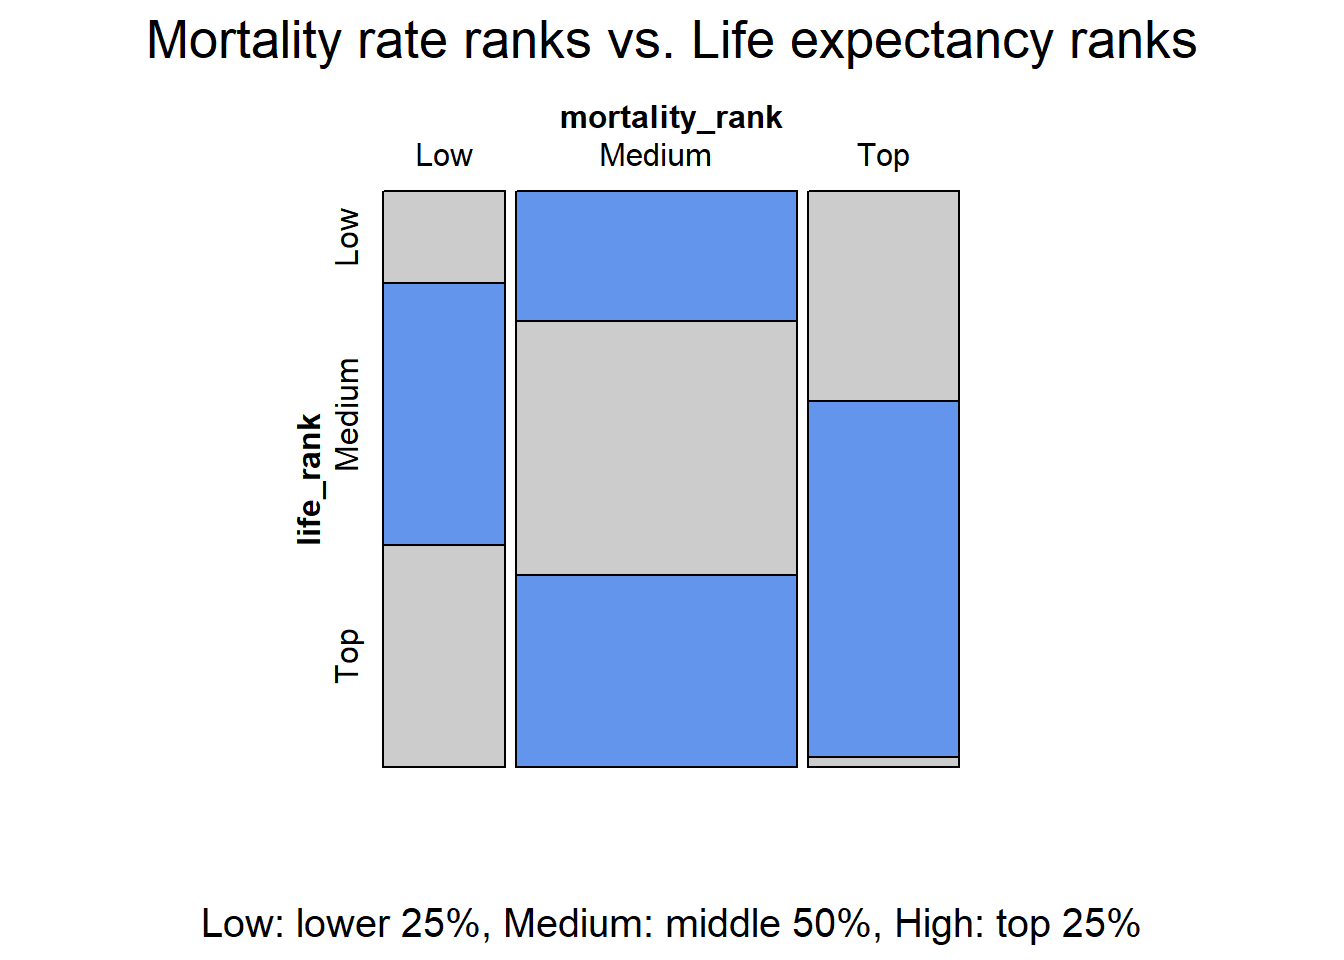 Mortality rate ranks vs. Life expectancy ranks
mortality_rank
Low Medium Top
life_rank
Low
Medium
Top
Low: lower 25%, Medium: middle 50%, High: top 25%